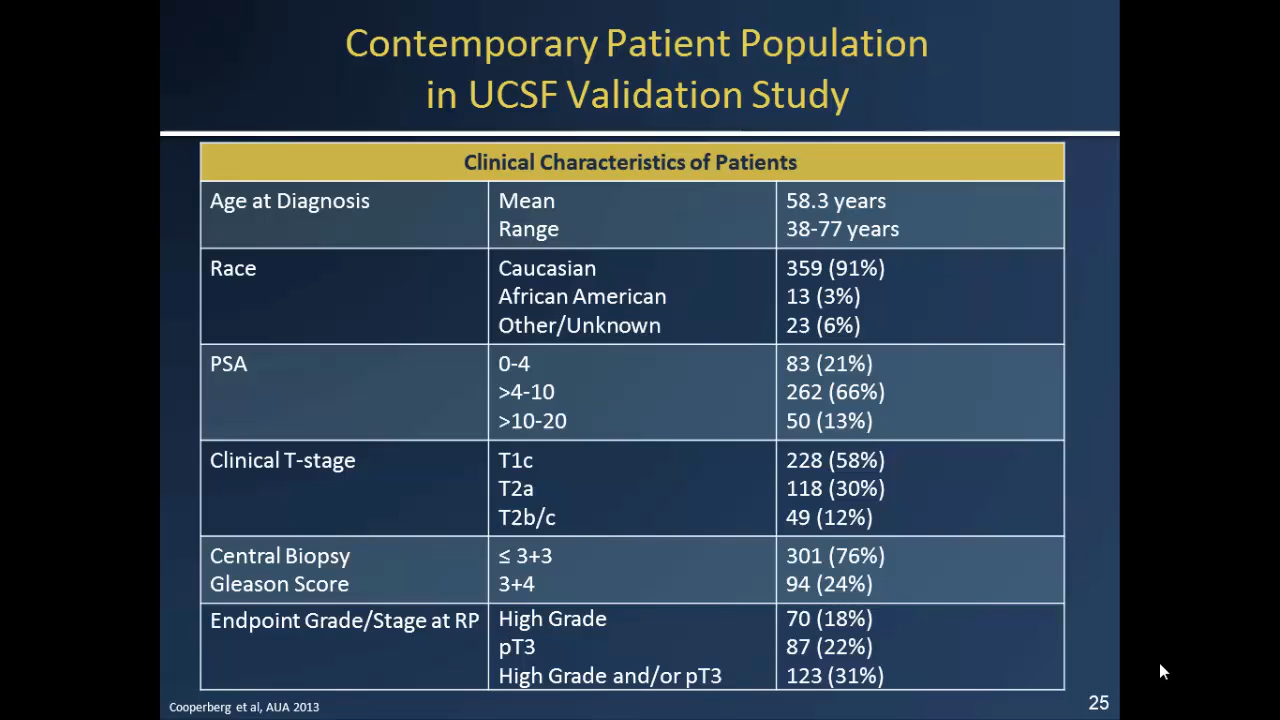 Contemporary Patient Population
in UCSF Validation Study
Clinical Characteristics of Patients
Age at Diagnosis Mean 58.3 years
Range 38-77 years
Race Caucasian 359 (91%)
African American 13 (3%)
Other/Unknown 23 (6%)
PSA 0-4 83 (21%)
>4-10 262 (66%)
>10-20 50 (13%)
Clinical T-stage T1c 228 (58%)
T2a 118 (30%)
T2b/c 49 (12%)
Central Biopsy ≤ 3+3 301 (76%)
Gleason Score 3+4 94 (24%)
Endpoint Grade/Stage at RP High Grade 70 (18%)
pT3 87 (22%)
High Grade and/or pT3 123 (31%)
Cooperberg et al, AUA 2013
25